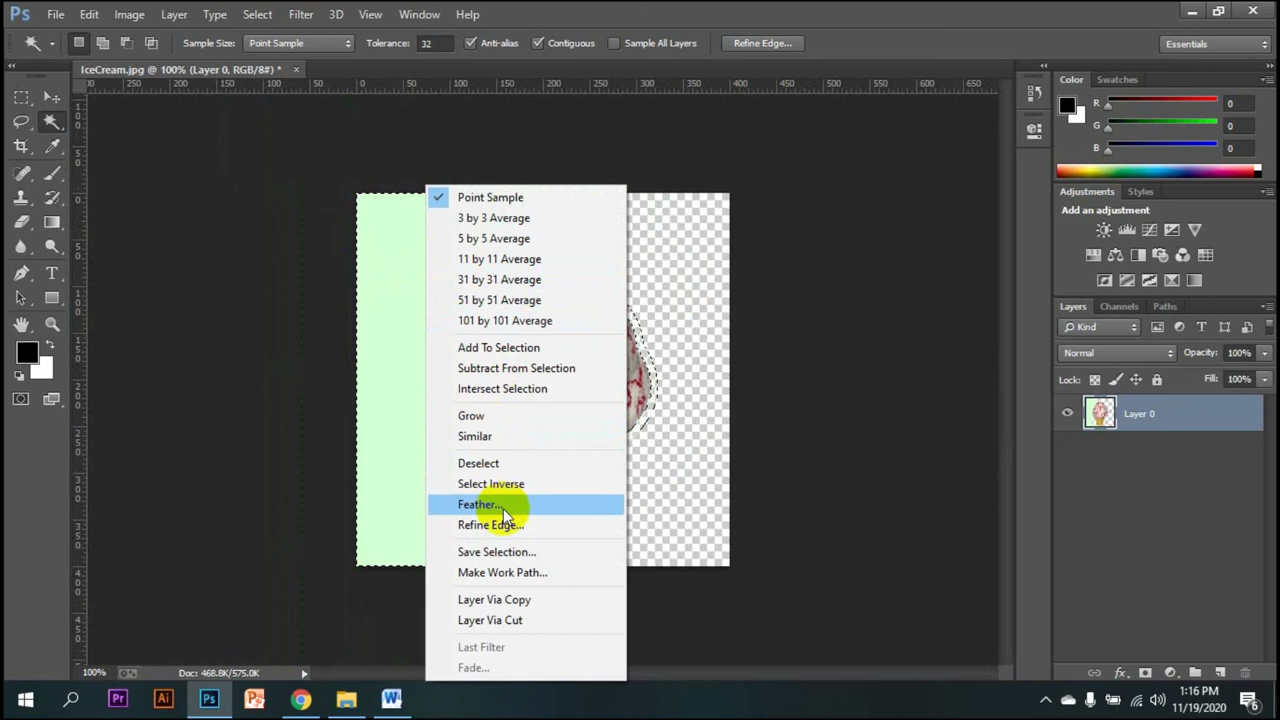 Ps File Edit Image Layer Type Select Filter 3D View Window Help
Sample Size: Point Sample Tolerance: 32 Anti-alias Contiguous Sample All Layers Refine Edge... Essentials
IceCream.jpg @ 100% (Layer 0, RGB/8#) * ×
Color Swatches
R 0
G 0
B 0
Adjustments Styles
Add an adjustment
Layers Channels Paths
Kind
Normal Opacity: 100%
Lock: Fill: 100%
Layer 0
Point Sample
3 by 3 Average
5 by 5 Average
11 by 11 Average
31 by 31 Average
51 by 51 Average
101 by 101 Average
Add To Selection
Subtract From Selection
Intersect Selection
Grow
Similar
Deselect
Select Inverse
Feather...
Refine Edge...
Save Selection...
Make Work Path...
Layer Via Copy
Layer Via Cut
Last Filter
Fade...
100% Doc: 468.8K/575.0K
Pr Ai Ps P W
1:16 PM
11/19/2020
6